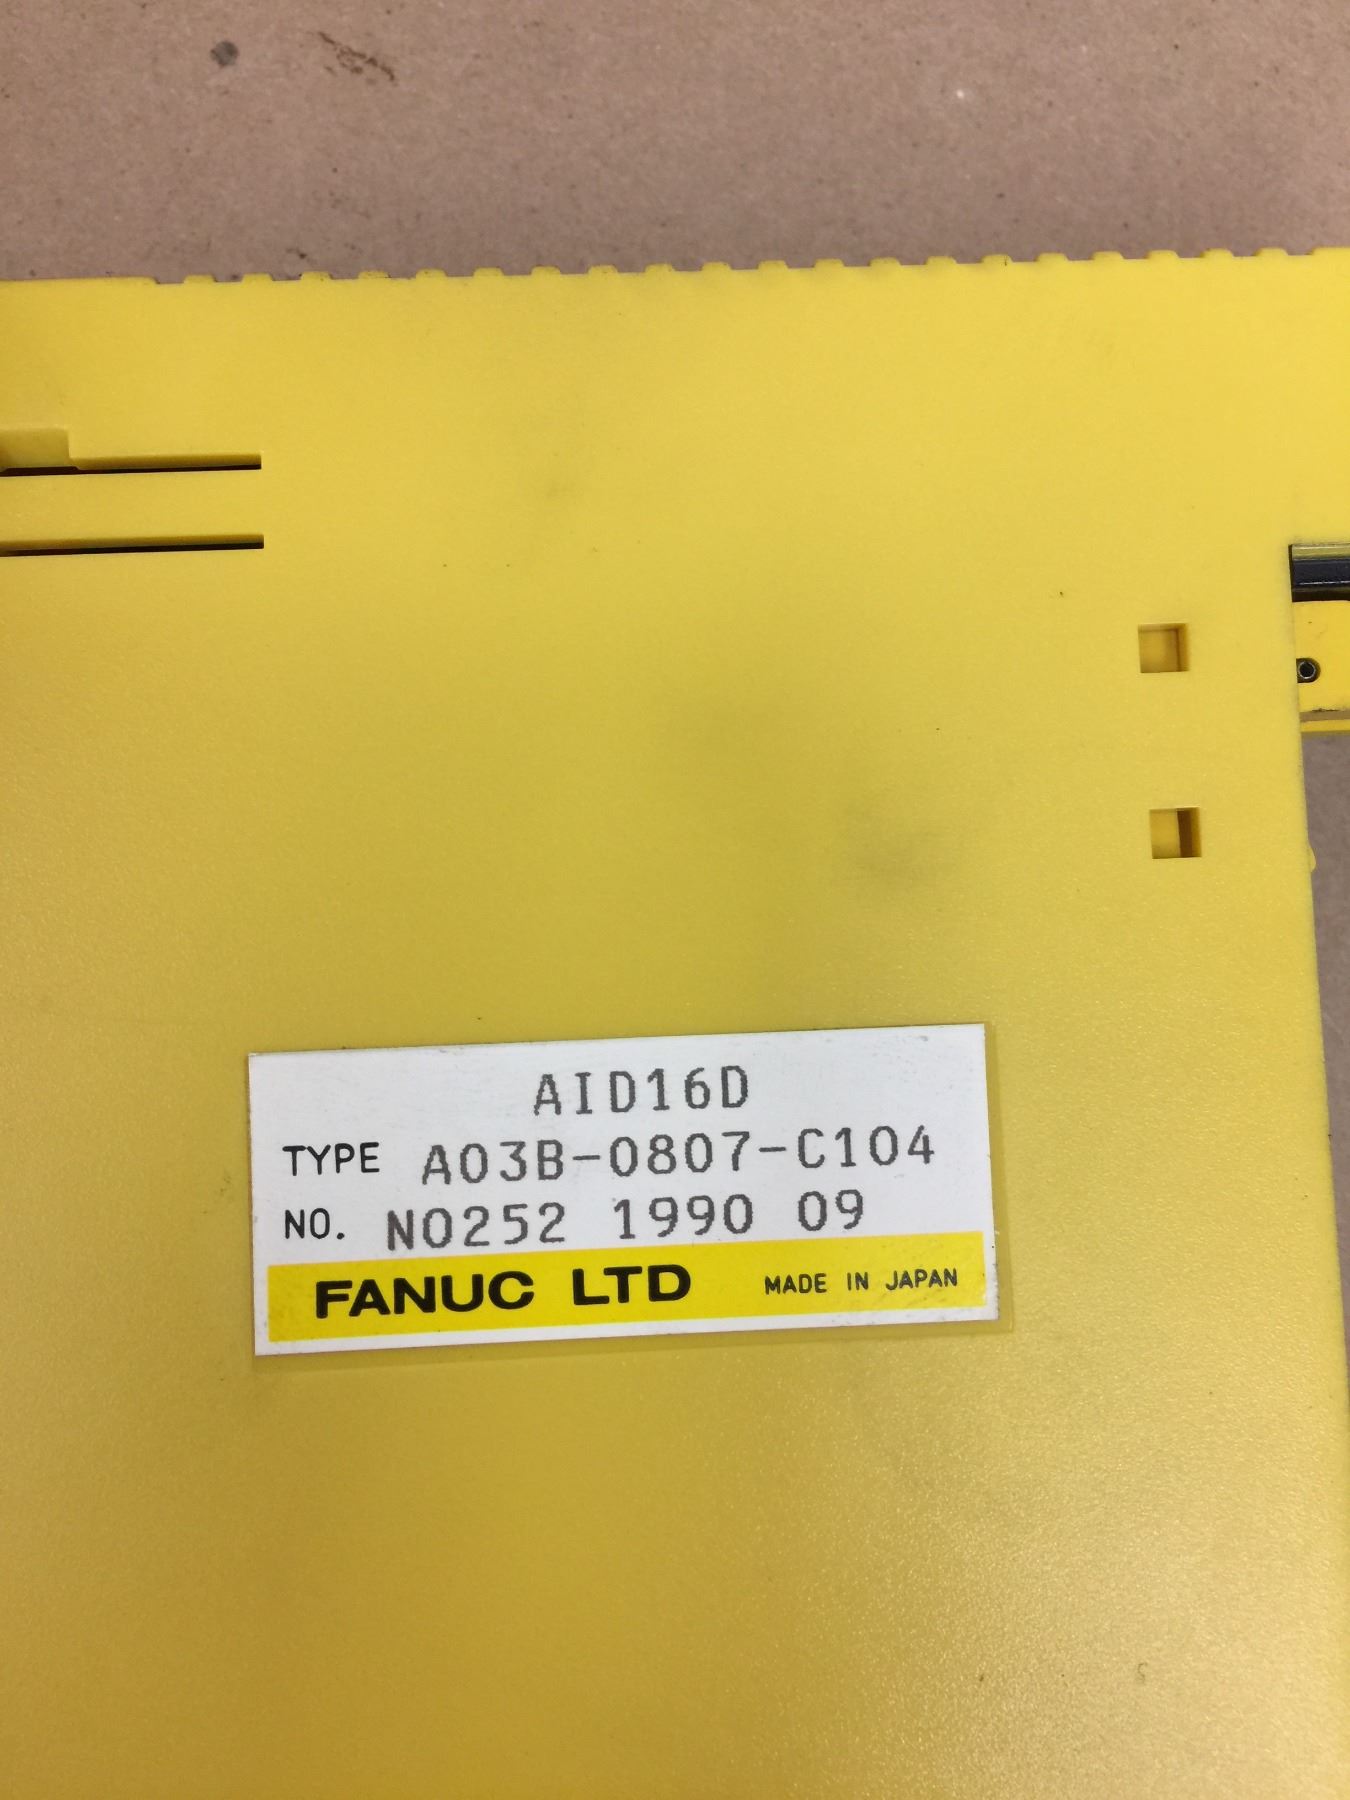 AID16D
TYPE A03B-0807-C104
NO. N0252 1990 09
FANUC LTD MADE IN JAPAN